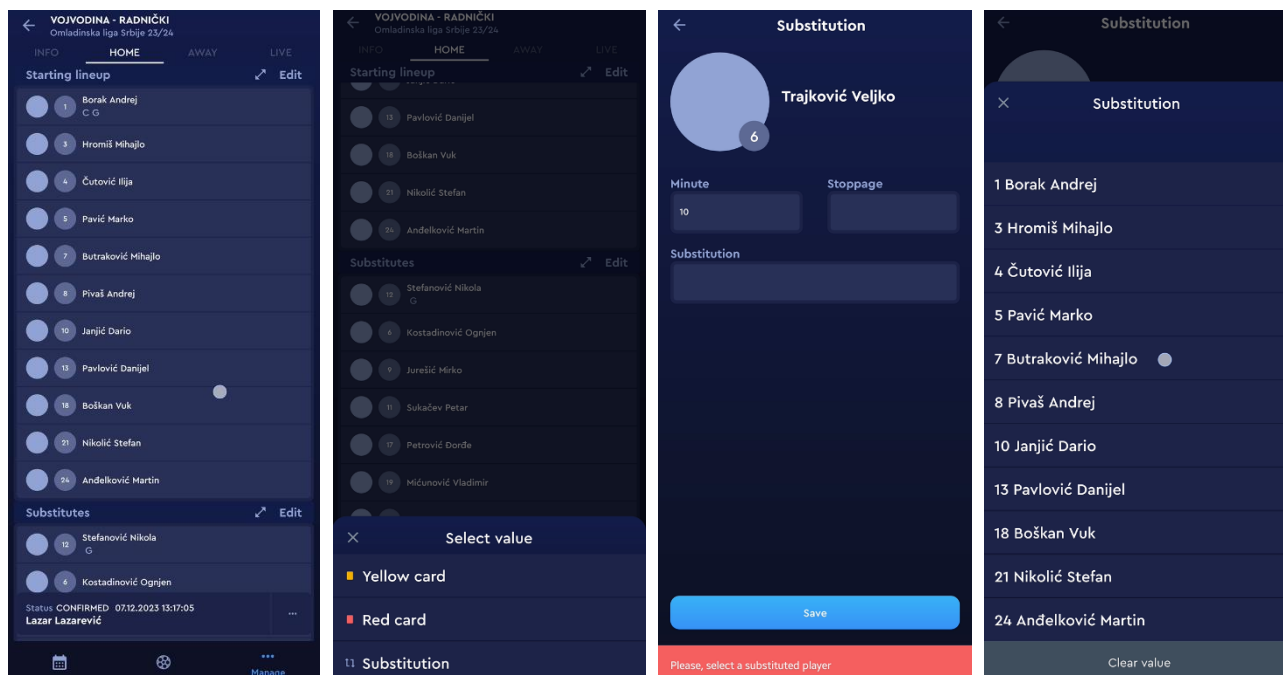 VOJVODINA - RADNIČKI
Omladinska liga Srbije 23/24
INFO HOME AWAY LIVE
Starting lineup Edit
1 Borak Andrej
C G
3 Hromiš Mihajlo
4 Čutović Ilija
5 Pavić Marko
7 Butraković Mihajlo
8 Pivaš Andrej
10 Janjić Dario
13 Pavlović Danijel
18 Boškan Vuk
21 Nikolić Stefan
24 Anđelković Martin
Substitutes Edit
12 Stefanović Nikola
G
6 Kostadinović Ognjen
Status CONFIRMED 07.12.2023 13:17:05
Lazar Lazarević
Manage
VOJVODINA - RADNIČKI
Omladinska liga Srbije 23/24
INFO HOME AWAY LIVE
Starting lineup Edit
13 Pavlović Danijel
18 Boškan Vuk
21 Nikolić Stefan
24 Anđelković Martin
Substitutes Edit
12 Stefanović Nikola
G
6 Kostadinović Ognjen
9 Jurešić Mirko
11 Sukačev Petar
17 Petrović Đorđe
19 Mićunović Vladimir
Select value
Yellow card
Red card
Substitution
Substitution
Trajković Veljko
6
Minute Stoppage
10
Substitution
Save
Please, select a substituted player
Substitution
Substitution
1 Borak Andrej
3 Hromiš Mihajlo
4 Čutović Ilija
5 Pavić Marko
7 Butraković Mihajlo
8 Pivaš Andrej
10 Janjić Dario
13 Pavlović Danijel
18 Boškan Vuk
21 Nikolić Stefan
24 Anđelković Martin
Clear value